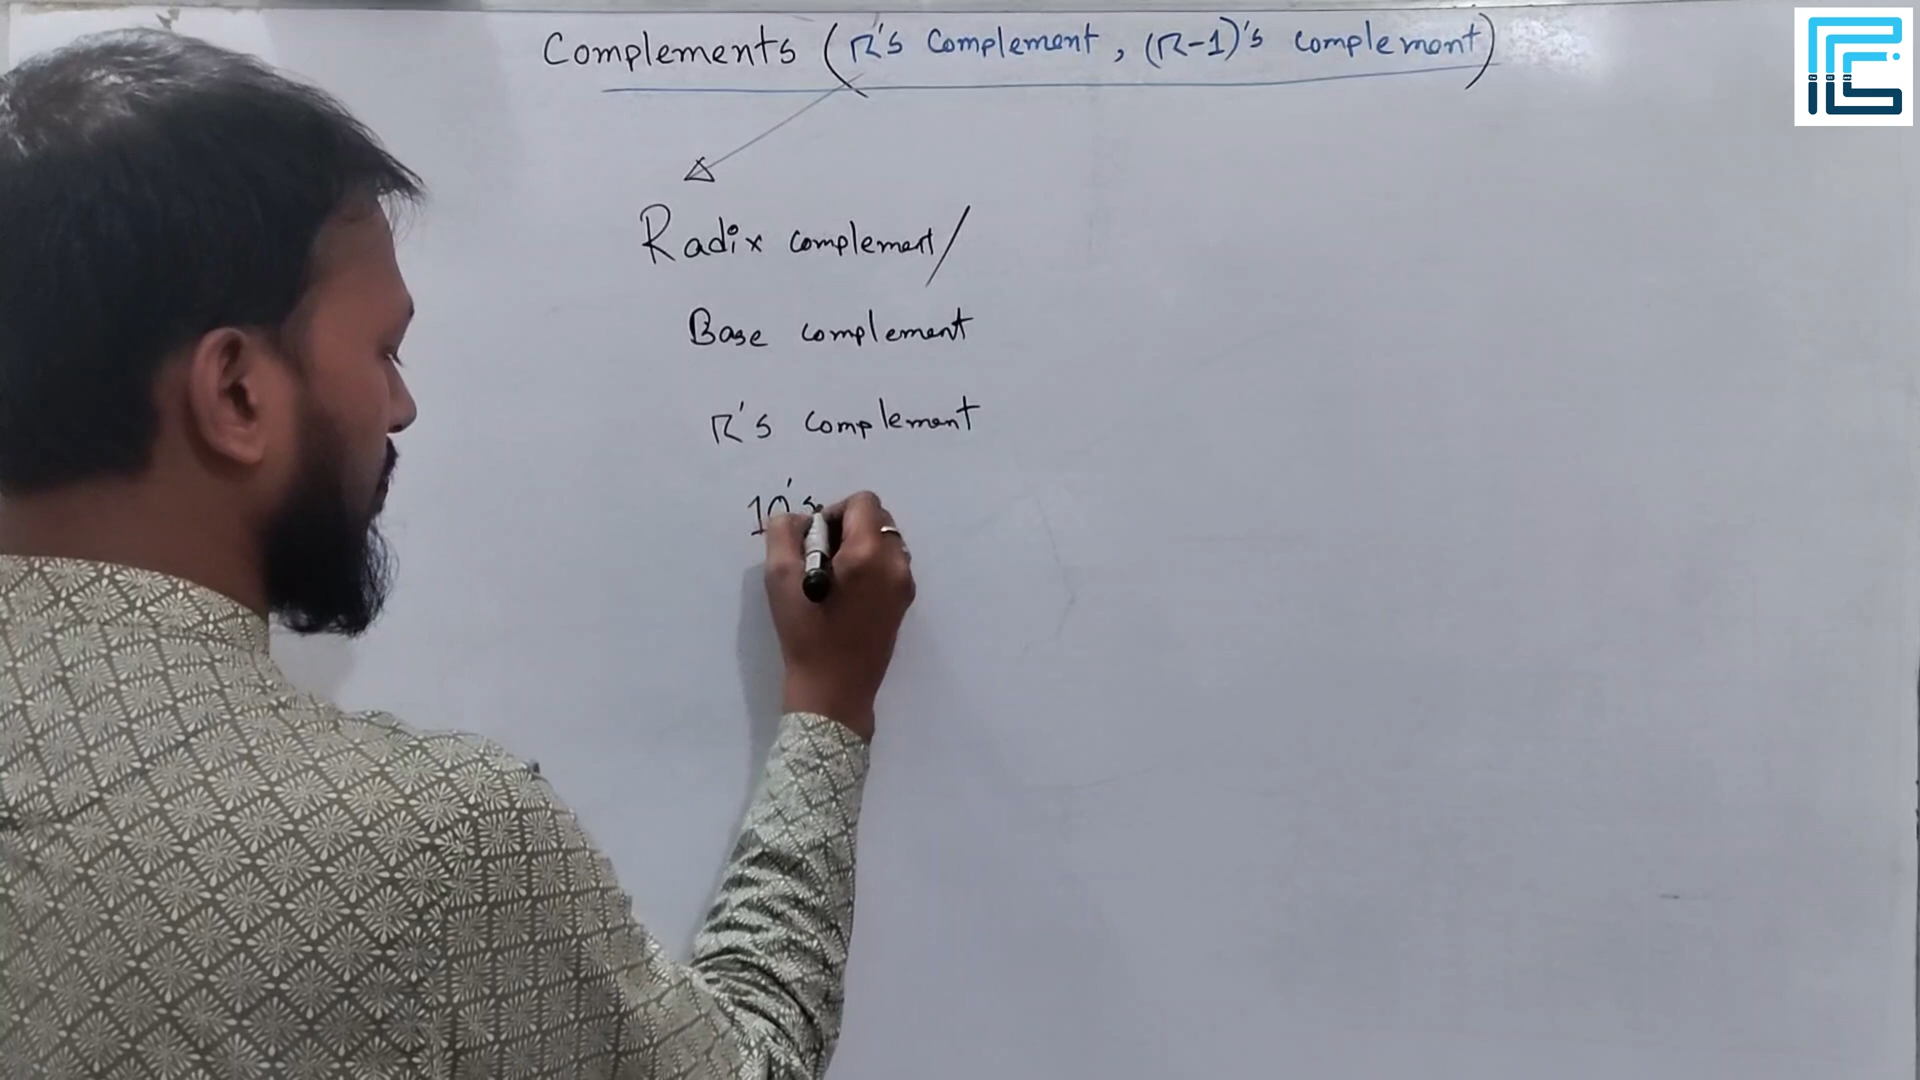 Complements (R's Complement, (R-1)'s complement)
Radix complement/
Base complement
R's complement
10's